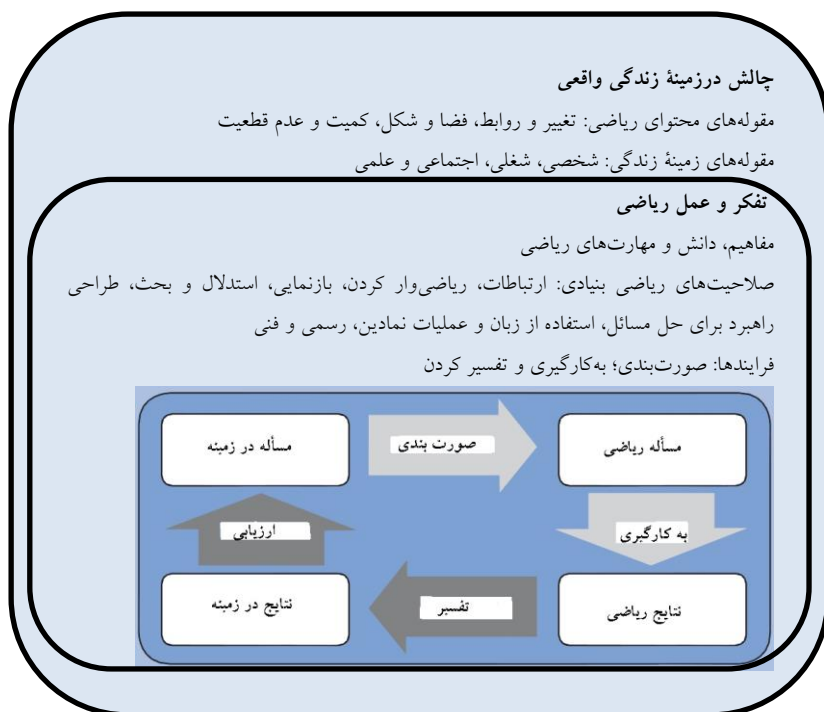 چالش درزمینهٔ زندگی واقعی
مقوله‌های محتوای ریاضی: تغییر و روابط، فضا و شکل، کمیت و عدم قطعیت
مقوله‌های زمینهٔ زندگی: شخصی، شغلی، اجتماعی و علمی
تفکر و عمل ریاضی
مفاهیم، دانش و مهارت‌های ریاضی
صلاحیت‌های ریاضی بنیادی: ارتباطات، ریاضی‌وار کردن، بازنمایی، استدلال و بحث، طراحی
راهبرد برای حل مسائل، استفاده از زبان و عملیات نمادین، رسمی و فنی
فرایندها: صورت‌بندی؛ به‌کارگیری و تفسیر کردن
مسأله ریاضی
صورت بندی
مسأله در زمینه
به کارگیری
ارزیابی
نتایج ریاضی
تفسیر
نتایج در زمینه